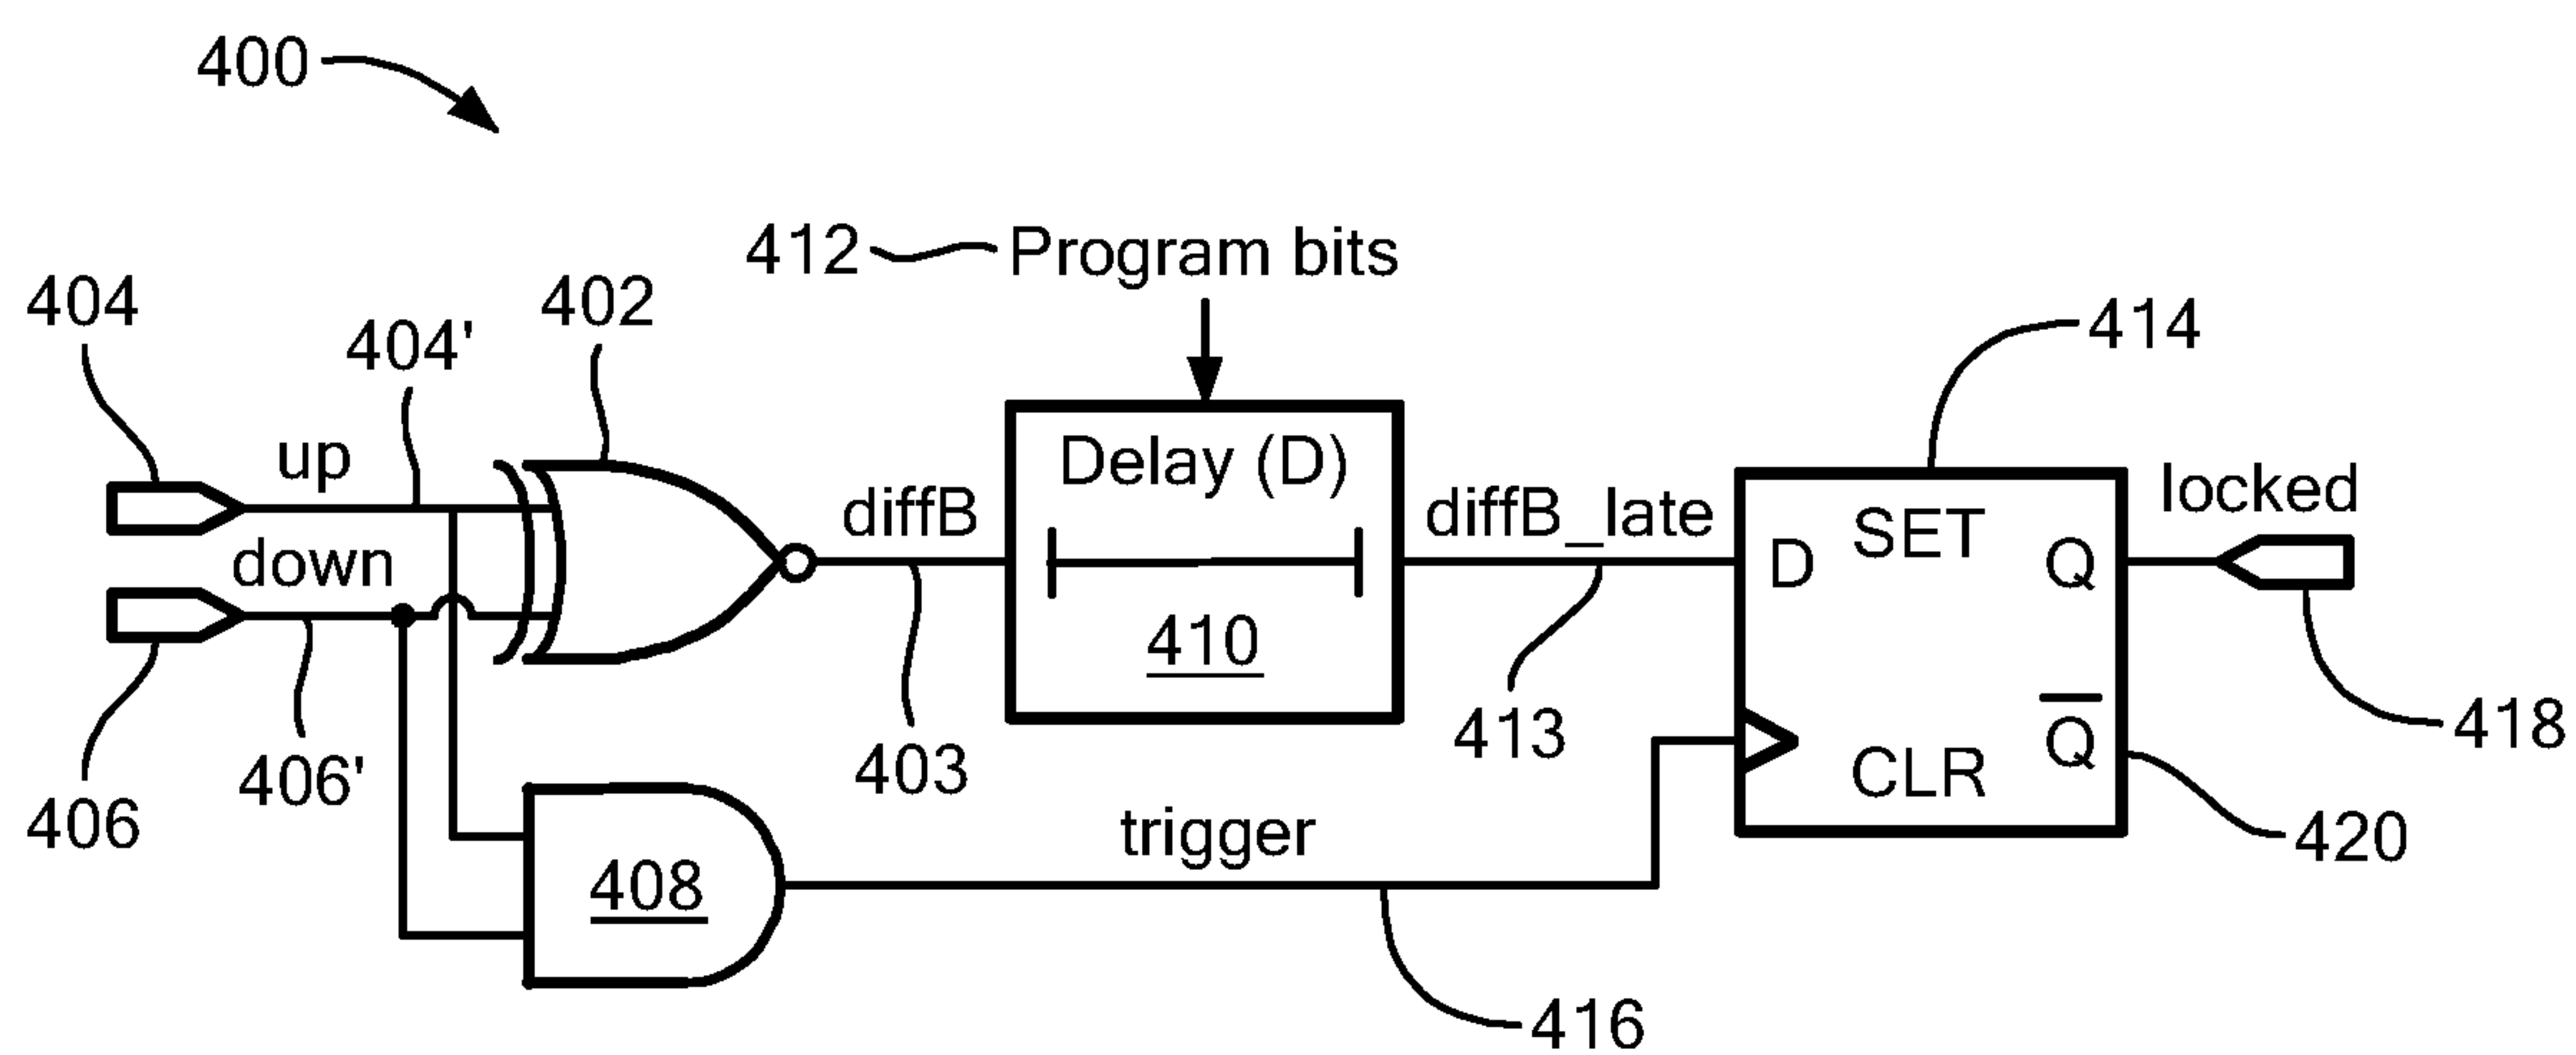 400
412 Program bits
404
404'
402
414
up
down
diffB
Delay (D)
410
diffB_late
D
SET
Q
locked
403
413
418
406'
406
CLR
Q̅
408
trigger
420
416